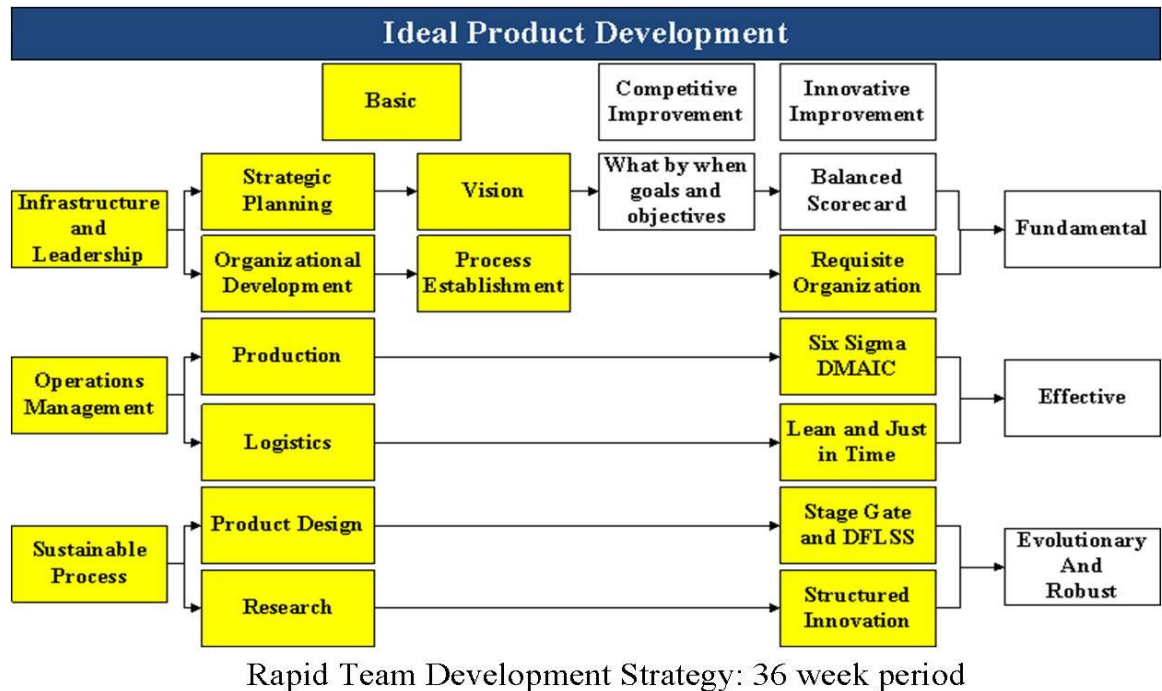 Ideal Product Development
Basic
Competitive
Improvement
Innovative
Improvement
Infrastructure
and
Leadership
Strategic
Planning
Vision
What by when
goals and
objectives
Balanced
Scorecard
Fundamental
Organizational
Development
Process
Establishment
Requisite
Organization
Operations
Management
Production
Six Sigma
DMAIC
Effective
Logistics
Lean and Just
in Time
Sustainable
Process
Product Design
Stage Gate
and DFLSS
Evolutionary
And
Robust
Research
Structured
Innovation
Rapid Team Development Strategy: 36 week period